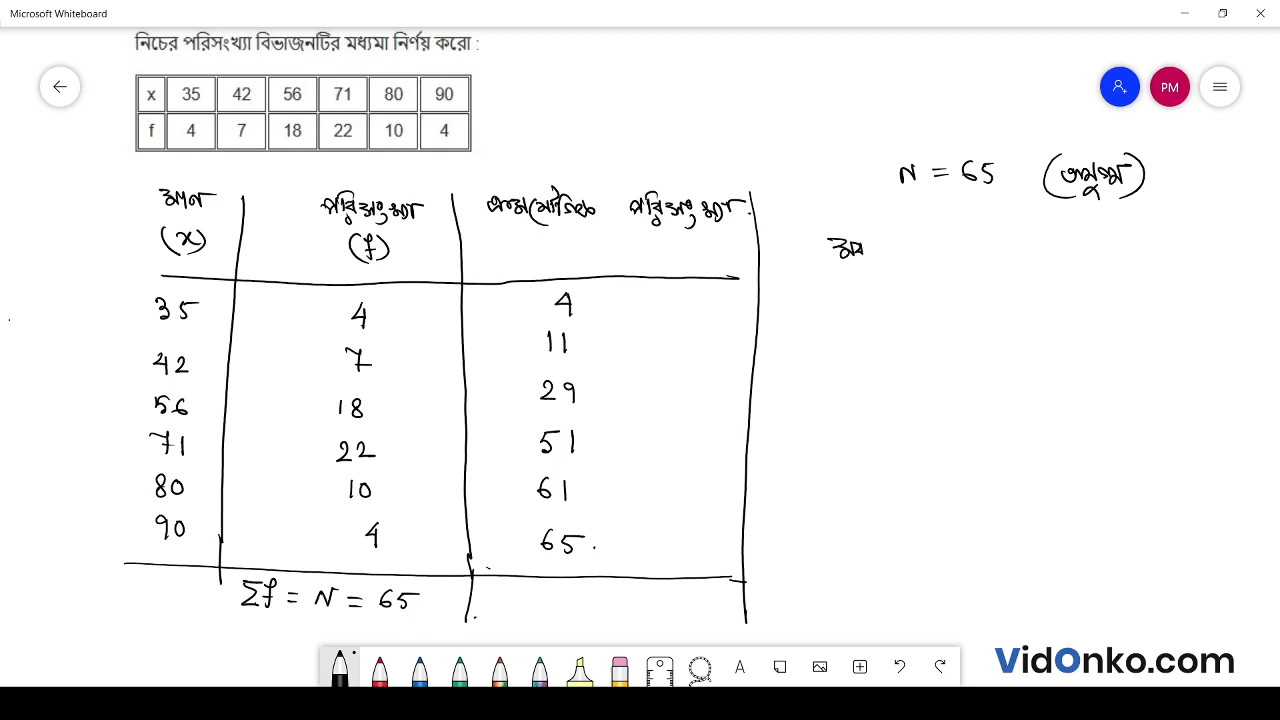 Microsoft Whiteboard
নিচের পরিসংখ্যা বিভাজনটির মধ্যমা নির্ণয় করো :
x 35 42 56 71 80 90
f 4 7 18 22 10 4
PM
N = 65 (অযুগ্ম)
মান পরিসংখ্যা ক্রমযৌগিক পরিসংখ্যা
(x) (f)
35 4 4
42 7 11
56 18 29
71 22 51
80 10 61
90 4 65
Σf = N = 65
A
VidOnko.com